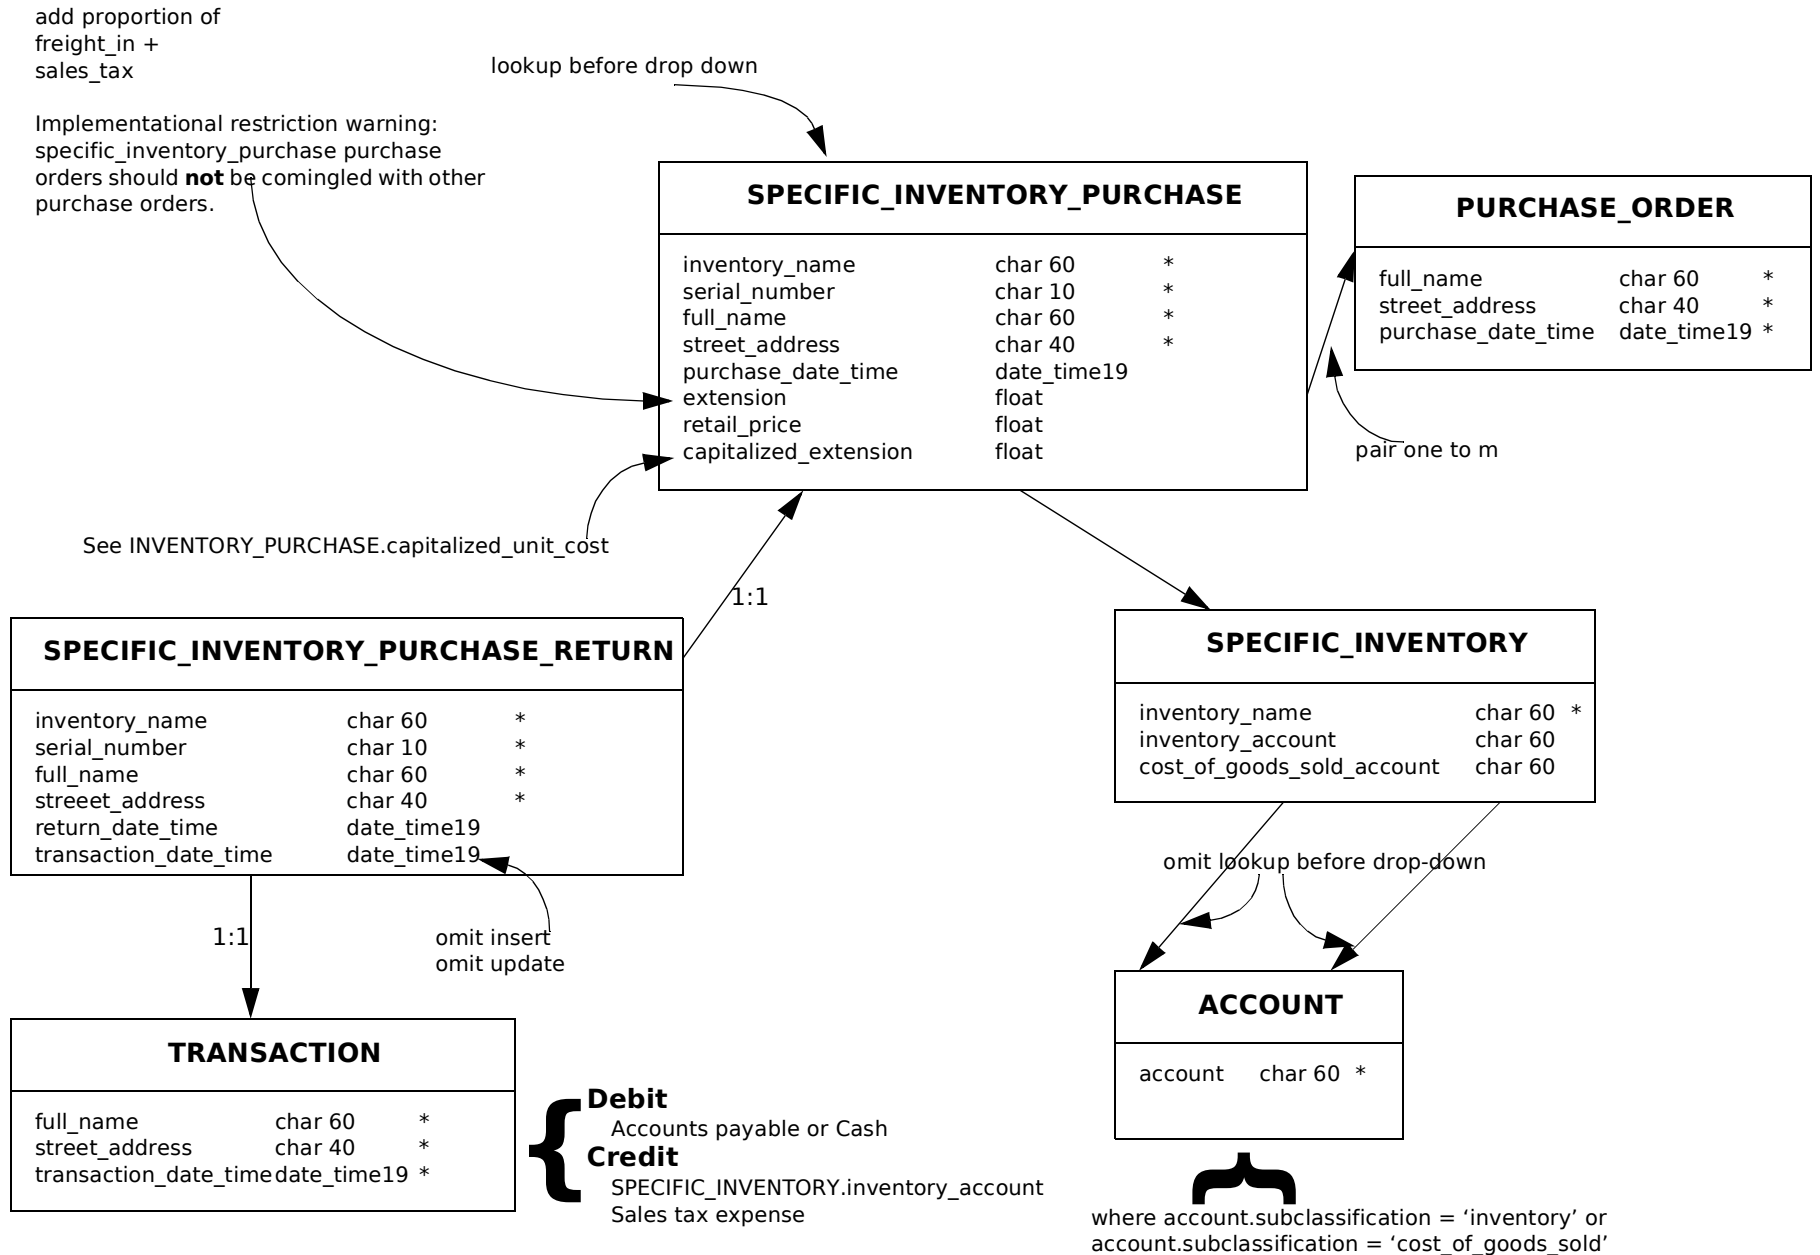 add proportion of
freight_in +
sales_tax
Implementational restriction warning:
specific_inventory_purchase purchase
orders should not be comingled with other
purchase orders.
lookup before drop down
SPECIFIC_INVENTORY_PURCHASE
inventory_name char 60 *
serial_number char 10 *
full_name char 60 *
street_address char 40 *
purchase_date_time date_time19
extension float
retail_price float
capitalized_extension float
PURCHASE_ORDER
full_name char 60 *
street_address char 40 *
purchase_date_time date_time19 *
pair one to m
See INVENTORY_PURCHASE.capitalized_unit_cost
1:1
SPECIFIC_INVENTORY_PURCHASE_RETURN
inventory_name char 60 *
serial_number char 10 *
full_name char 60 *
streeet_address char 40 *
return_date_time date_time19
transaction_date_time date_time19
SPECIFIC_INVENTORY
inventory_name char 60 *
inventory_account char 60
cost_of_goods_sold_account char 60
omit lookup before drop-down
1:1
omit insert
omit update
ACCOUNT
account char 60 *
TRANSACTION
full_name char 60 *
street_address char 40 *
transaction_date_time date_time19 *
{
Debit
Accounts payable or Cash
Credit
SPECIFIC_INVENTORY.inventory_account
Sales tax expense
{
where account.subclassification = ‘inventory’ or
account.subclassification = ‘cost_of_goods_sold’